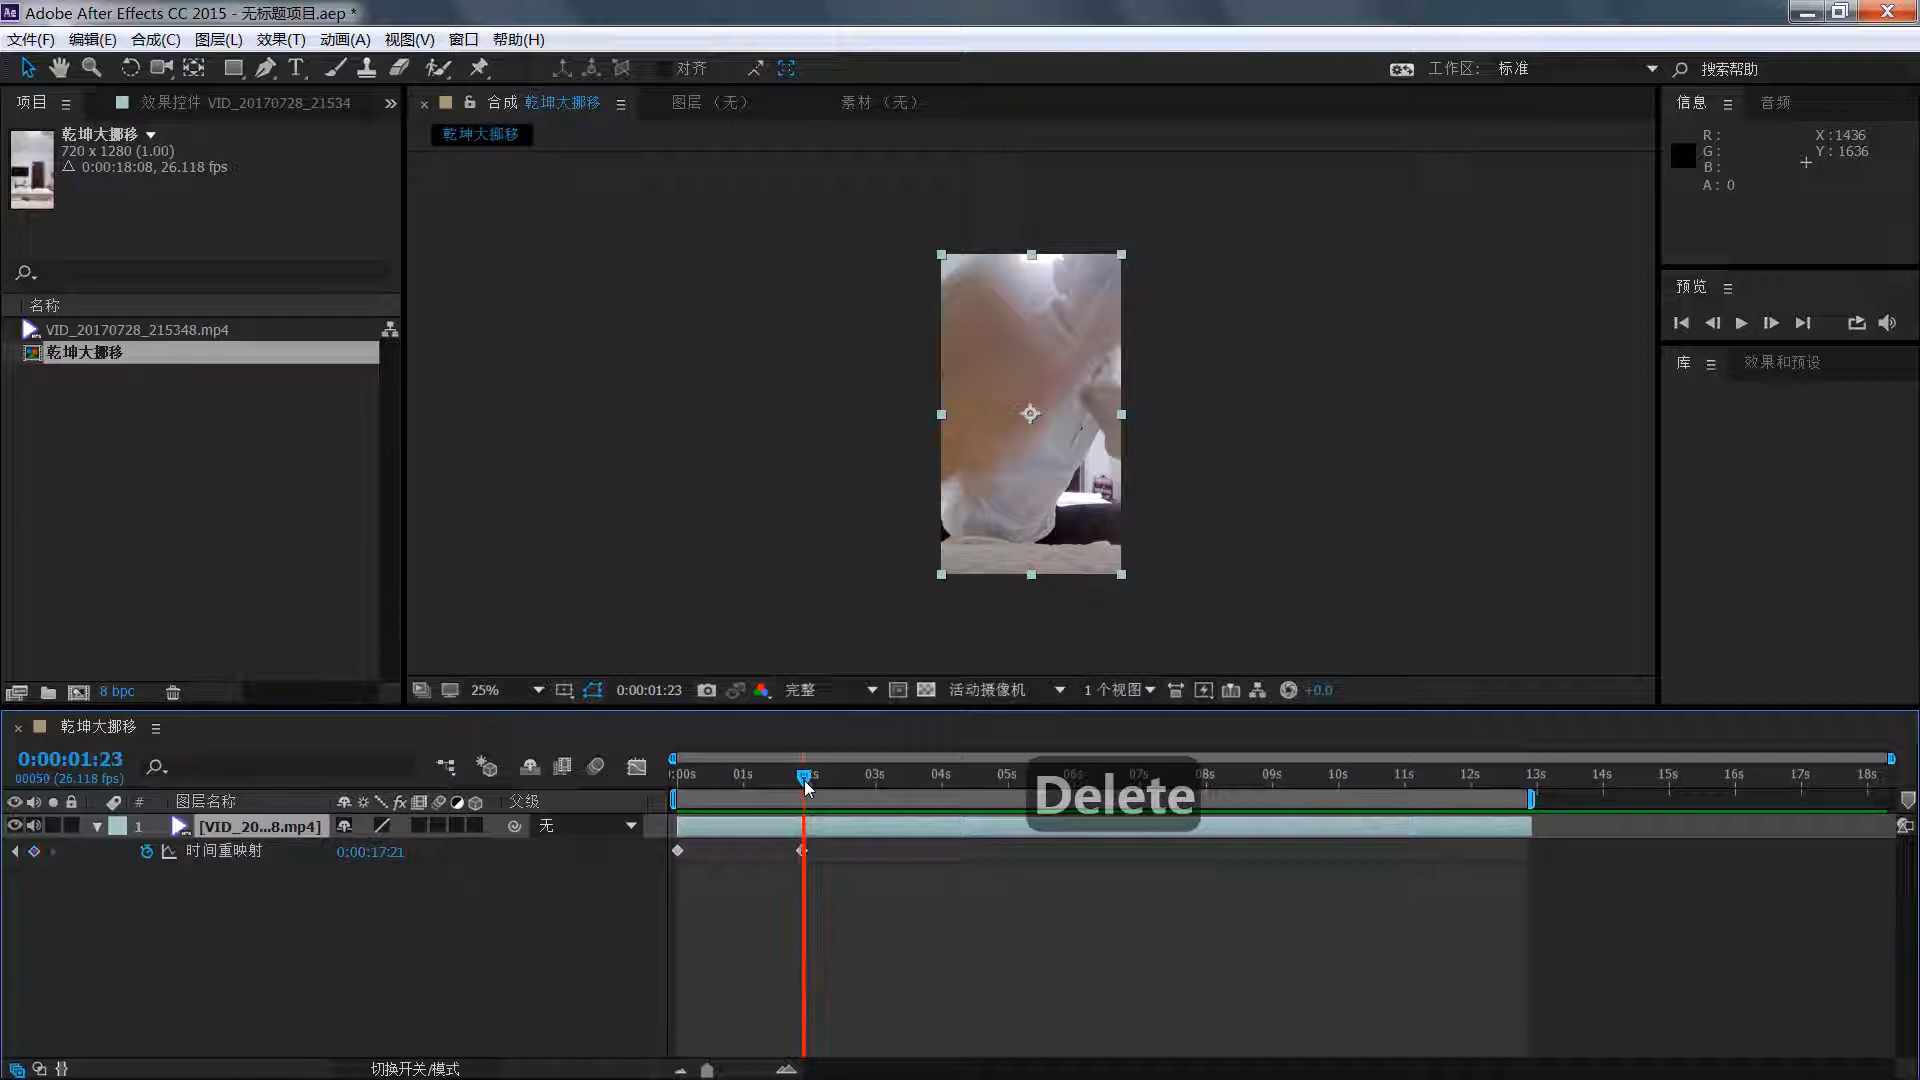 Adobe After Effects CC 2015 - 无标题项目.aep *
文件(F) 编辑(E) 合成(C) 图层(L) 效果(T) 动画(A) 视图(V) 窗口 帮助(H)
对齐 工作区: 标准 搜索帮助
项目 效果控件 VID_20170728_21534
合成 乾坤大挪移 图层 （无） 素材 （无）
信息 音频
乾坤大挪移
720 x 1280 (1.00)
Δ 0:00:18:08, 26.118 fps
乾坤大挪移
R :
G :
B :
A : 0
X :1436
Y : 1636
预览
库 效果和预设
名称
VID_20170728_215348.mp4
乾坤大挪移
8 bpc
25% 0:00:01:23 完整 活动摄像机 1 个视图 +0.0
乾坤大挪移
0:00:01:23
00050 (26.118 fps)
:00s 01s 2s 03s 04s 05s 06s 07s 08s 09s 10s 11s 12s 13s 14s 15s 16s 17s 18s
Delete
# 图层名称 fx 父级
1 [VID_20...8.mp4] 无
时间重映射 0:00:17:21
切换开关/模式